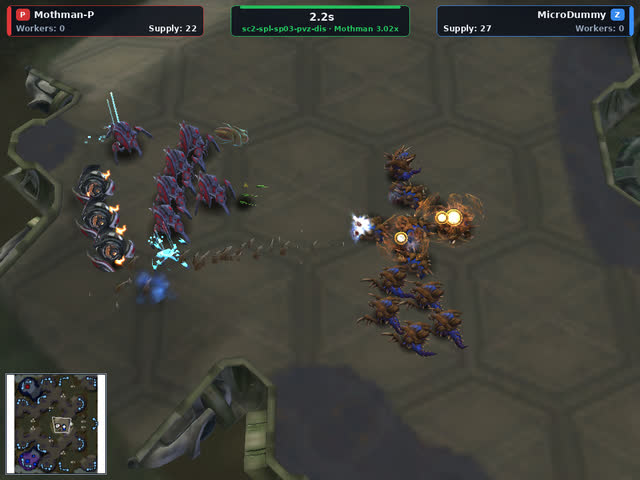 P Mothman-P
Workers: 0 Supply: 22
2.2s
sc2-spl-sp03-pvz-dis · Mothman 3.02x
MicroDummy Z
Supply: 27 Workers: 0